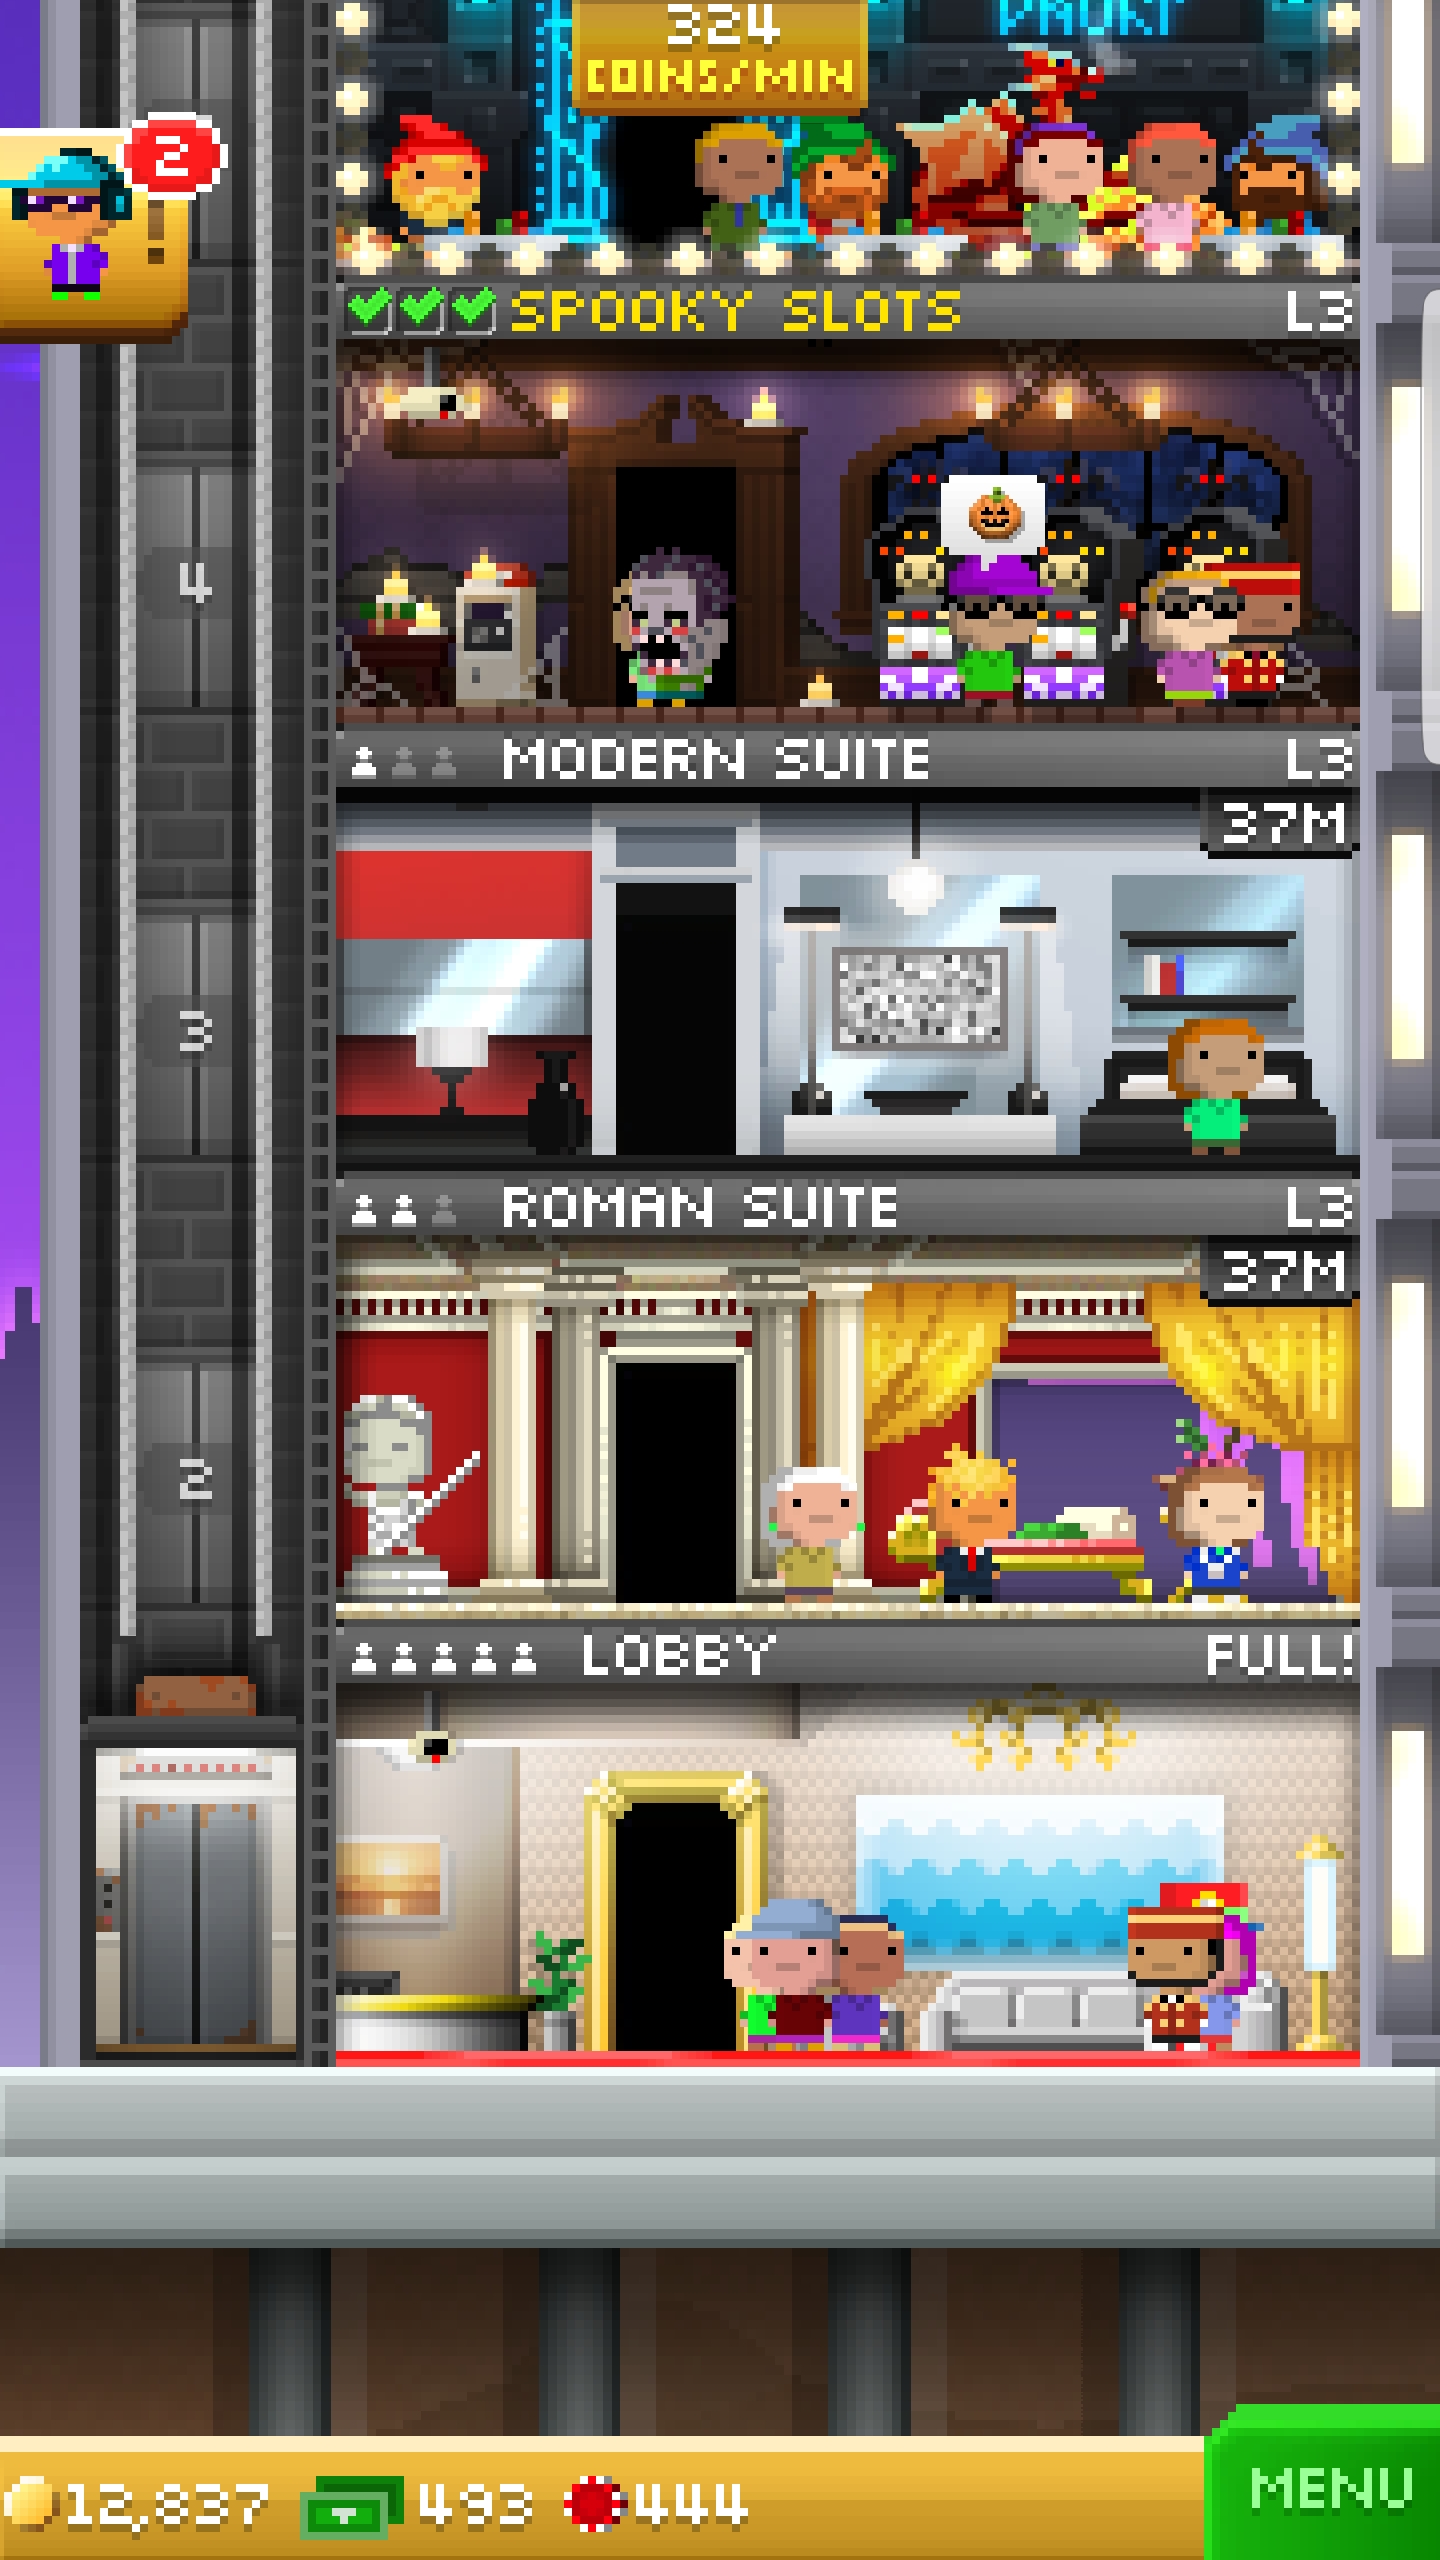 324
COINS/MIN
2
!
SPOOKY SLOTS L3
4
MODERN SUITE L3
37M
3
ROMAN SUITE L3
37M
2
LOBBY FULL!
12,837 493 444
MENU